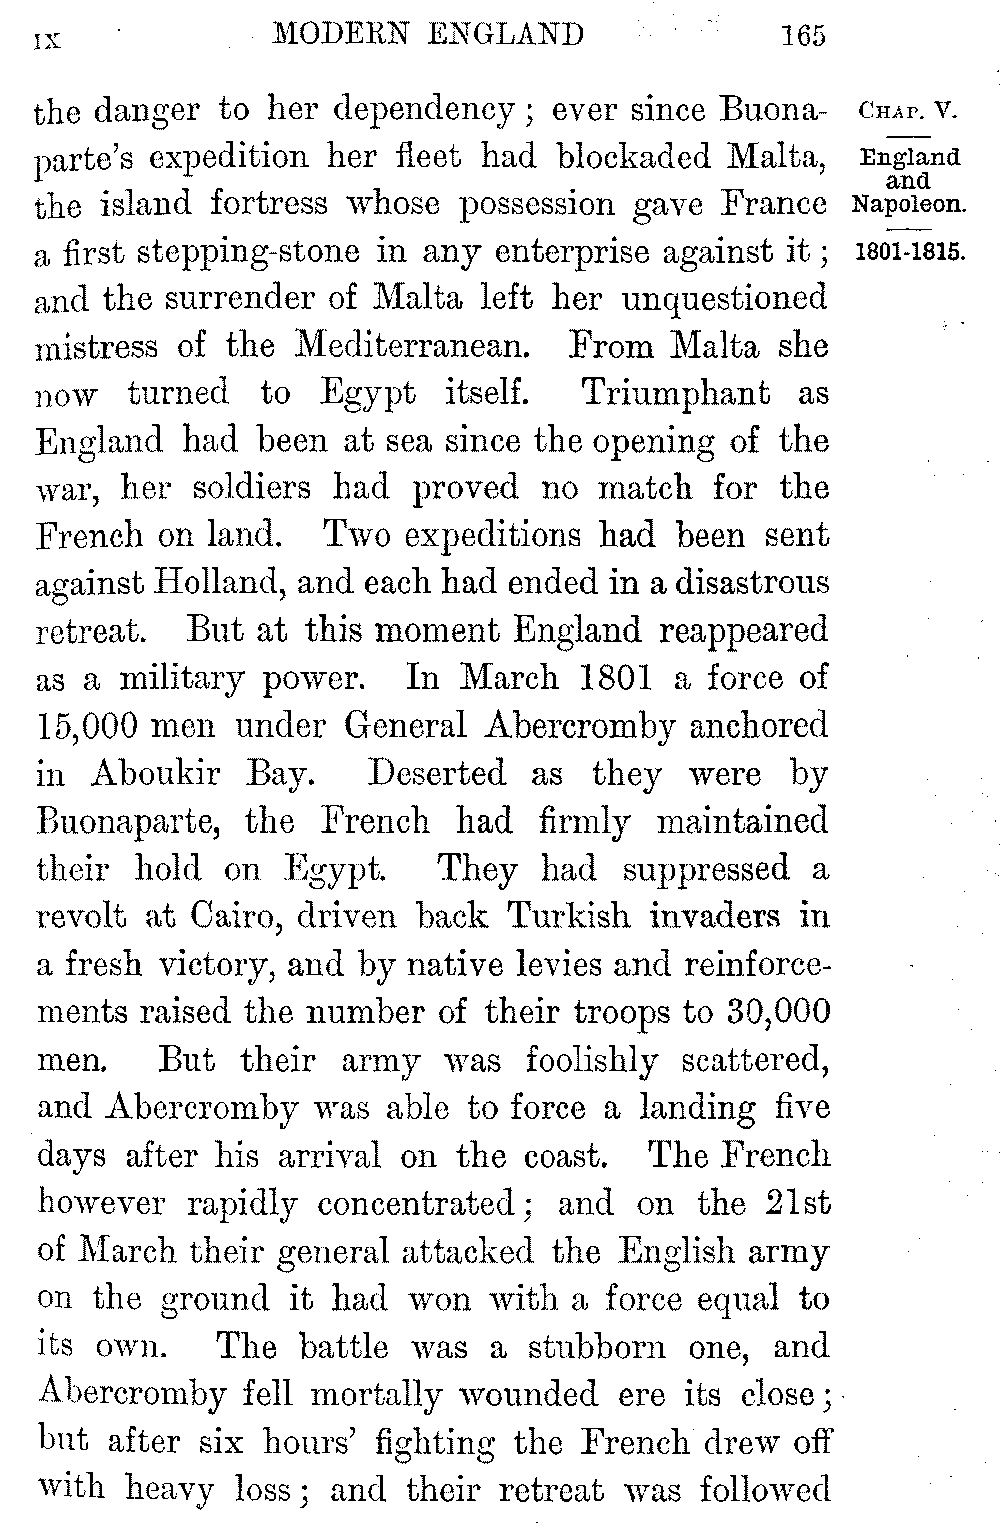 IX MODERN ENGLAND 165
the danger to her dependency; ever since Buona-
parte's expedition her fleet had blockaded Malta,
the island fortress whose possession gave France
a first stepping-stone in any enterprise against it;
and the surrender of Malta left her unquestioned
mistress of the Mediterranean. From Malta she
now turned to Egypt itself. Triumphant as
England had been at sea since the opening of the
war, her soldiers had proved no match for the
French on land. Two expeditions had been sent
against Holland, and each had ended in a disastrous
retreat. But at this moment England reappeared
as a military power. In March 1801 a force of
15,000 men under General Abercromby anchored
in Aboukir Bay. Deserted as they were by
Buonaparte, the French had firmly maintained
their hold on Egypt. They had suppressed a
revolt at Cairo, driven back Turkish invaders in
a fresh victory, and by native levies and reinforce-
ments raised the number of their troops to 30,000
men. But their army was foolishly scattered,
and Abercromby was able to force a landing five
days after his arrival on the coast. The French
however rapidly concentrated; and on the 21st
of March their general attacked the English army
on the ground it had won with a force equal to
its own. The battle was a stubborn one, and
Abercromby fell mortally wounded ere its close;
but after six hours' fighting the French drew off
with heavy loss; and their retreat was followed
CHAP. V.
England
and
Napoleon.
1801-1815.